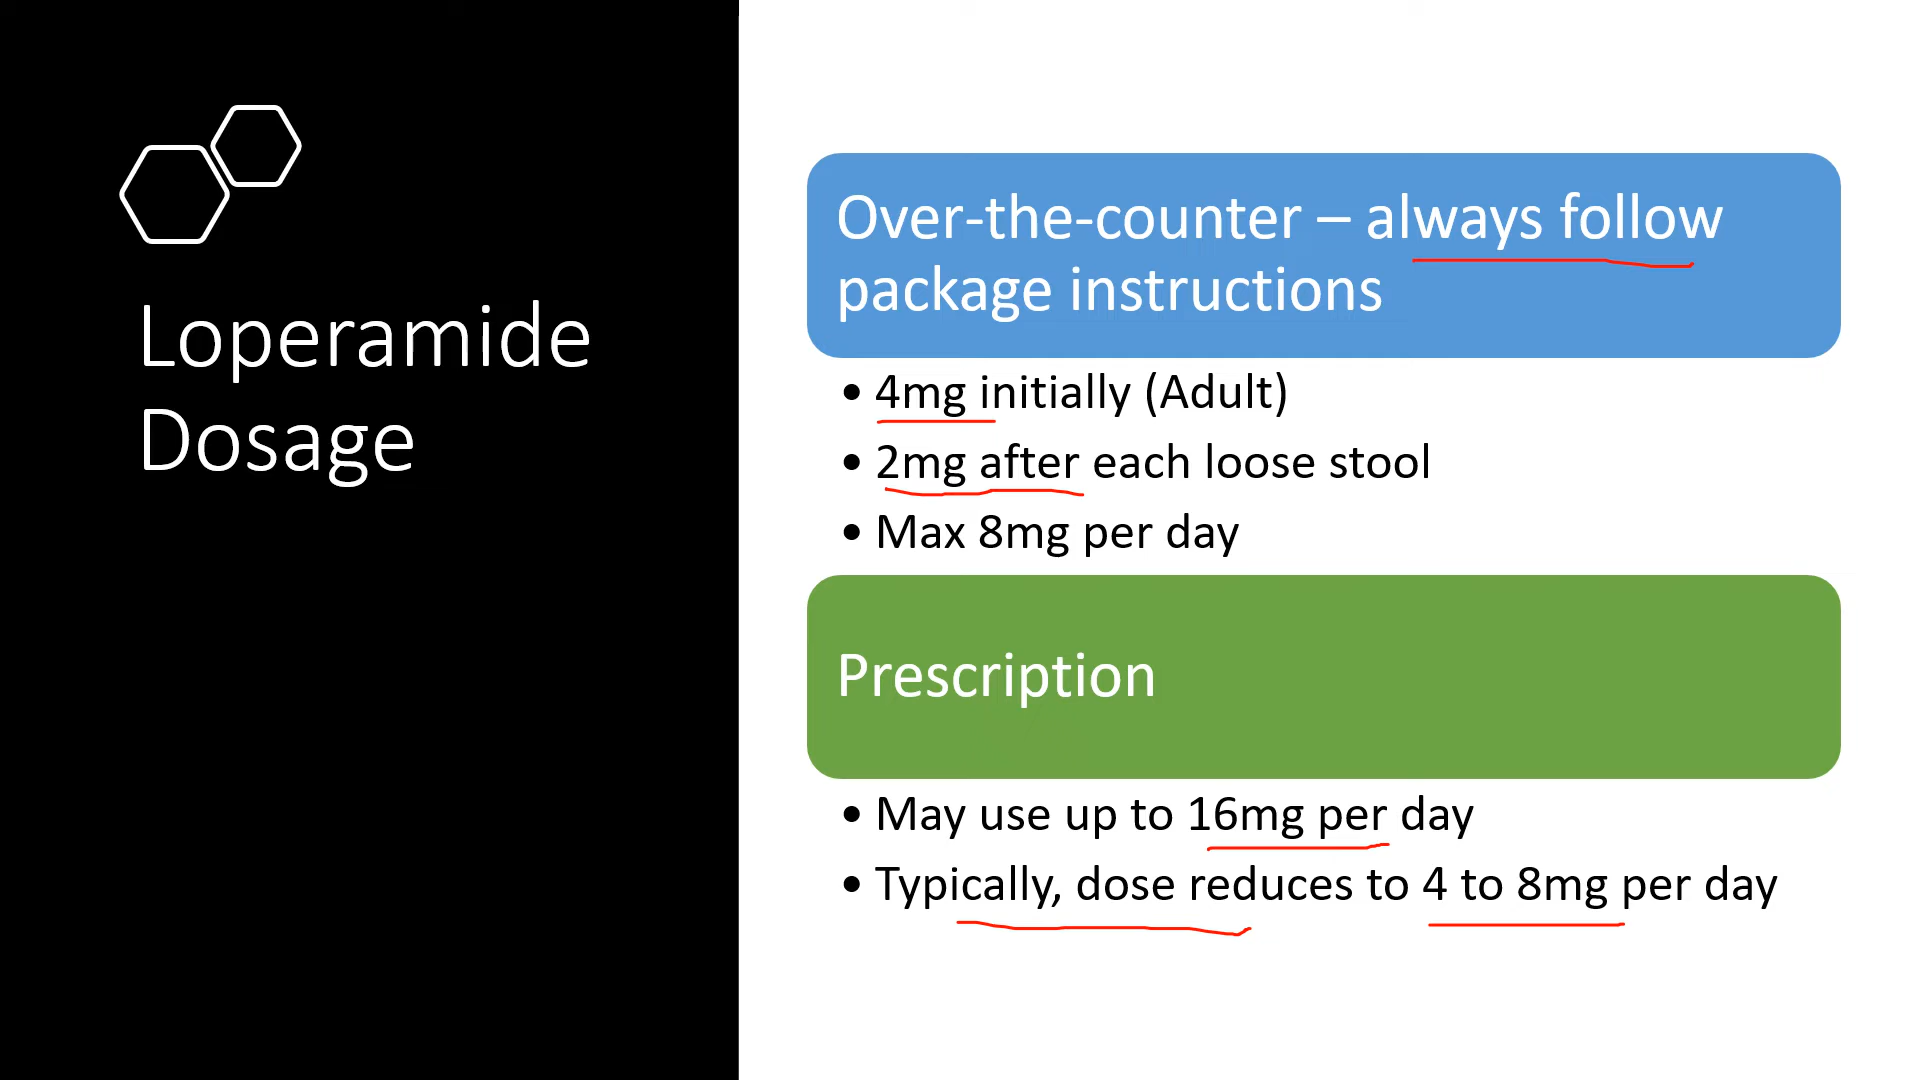 Loperamide
Dosage
Over-the-counter – always follow
package instructions
• 4mg initially (Adult)
• 2mg after each loose stool
• Max 8mg per day
Prescription
• May use up to 16mg per day
• Typically, dose reduces to 4 to 8mg per day